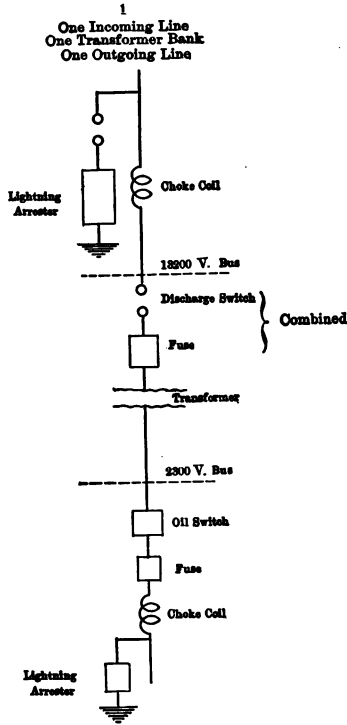 1
One Incoming Line
One Transformer Bank
One Outgoing Line
Lightning
Arrester
Choke Coil
13200 V. Bus
Discharge Switch
Combined
Fuse
Transformer
2300 V. Bus
Oil Switch
Fuse
Choke Coil
Lightning
Arrester